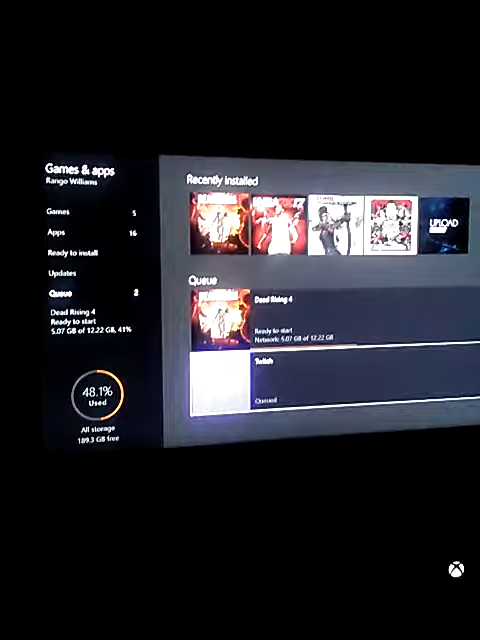 Games & apps
Rango Williams
Games 5
Apps 16
Ready to install
Updates
Queue 2
Dead Rising 4
Ready to start
5.07 GB of 12.22 GB, 41%
48.1%
Used
All storage
189.3 GB free
Recently installed
UPLOAD
Queue
Dead Rising 4
Ready to start
Network: 5.07 GB of 12.22 GB
Twitch
Queued